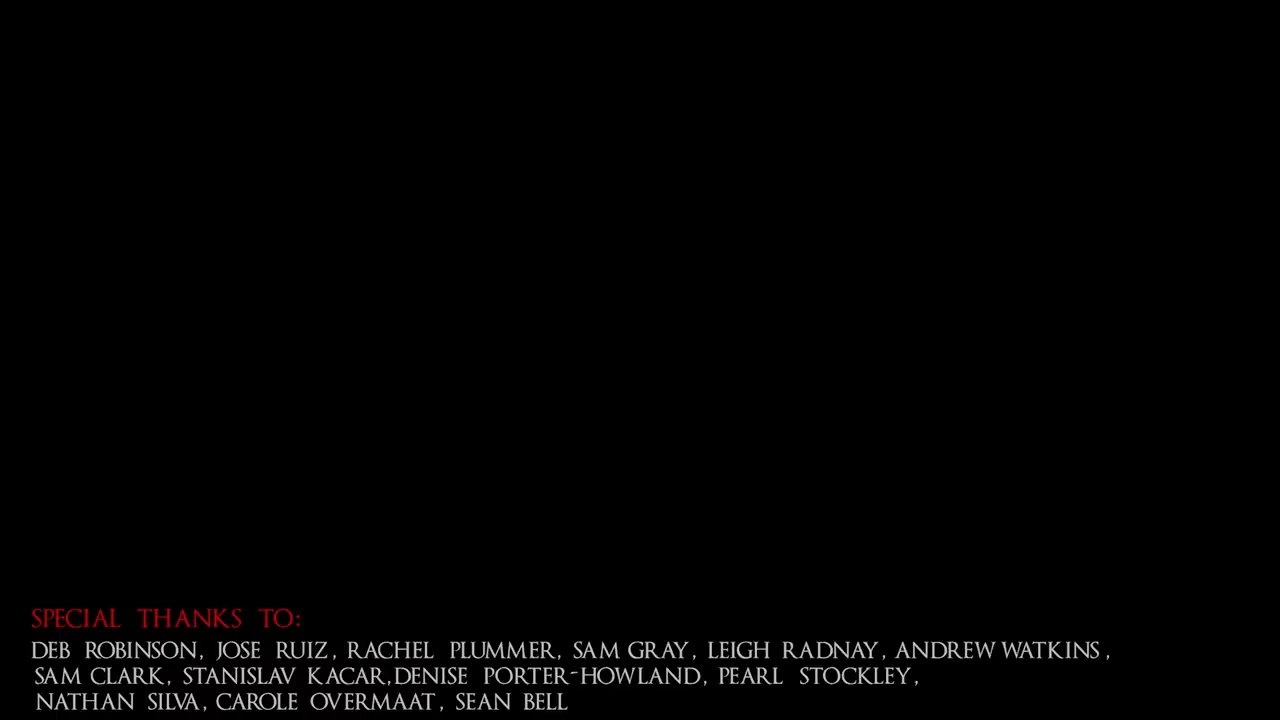 SPECIAL THANKS TO:
DEB ROBINSON, JOSE RUIZ, RACHEL PLUMMER, SAM GRAY, LEIGH RADNAY, ANDREW WATKINS,
SAM CLARK, STANISLAV KACAR,DENISE PORTER-HOWLAND, PEARL STOCKLEY,
NATHAN SILVA, CAROLE OVERMAAT, SEAN BELL